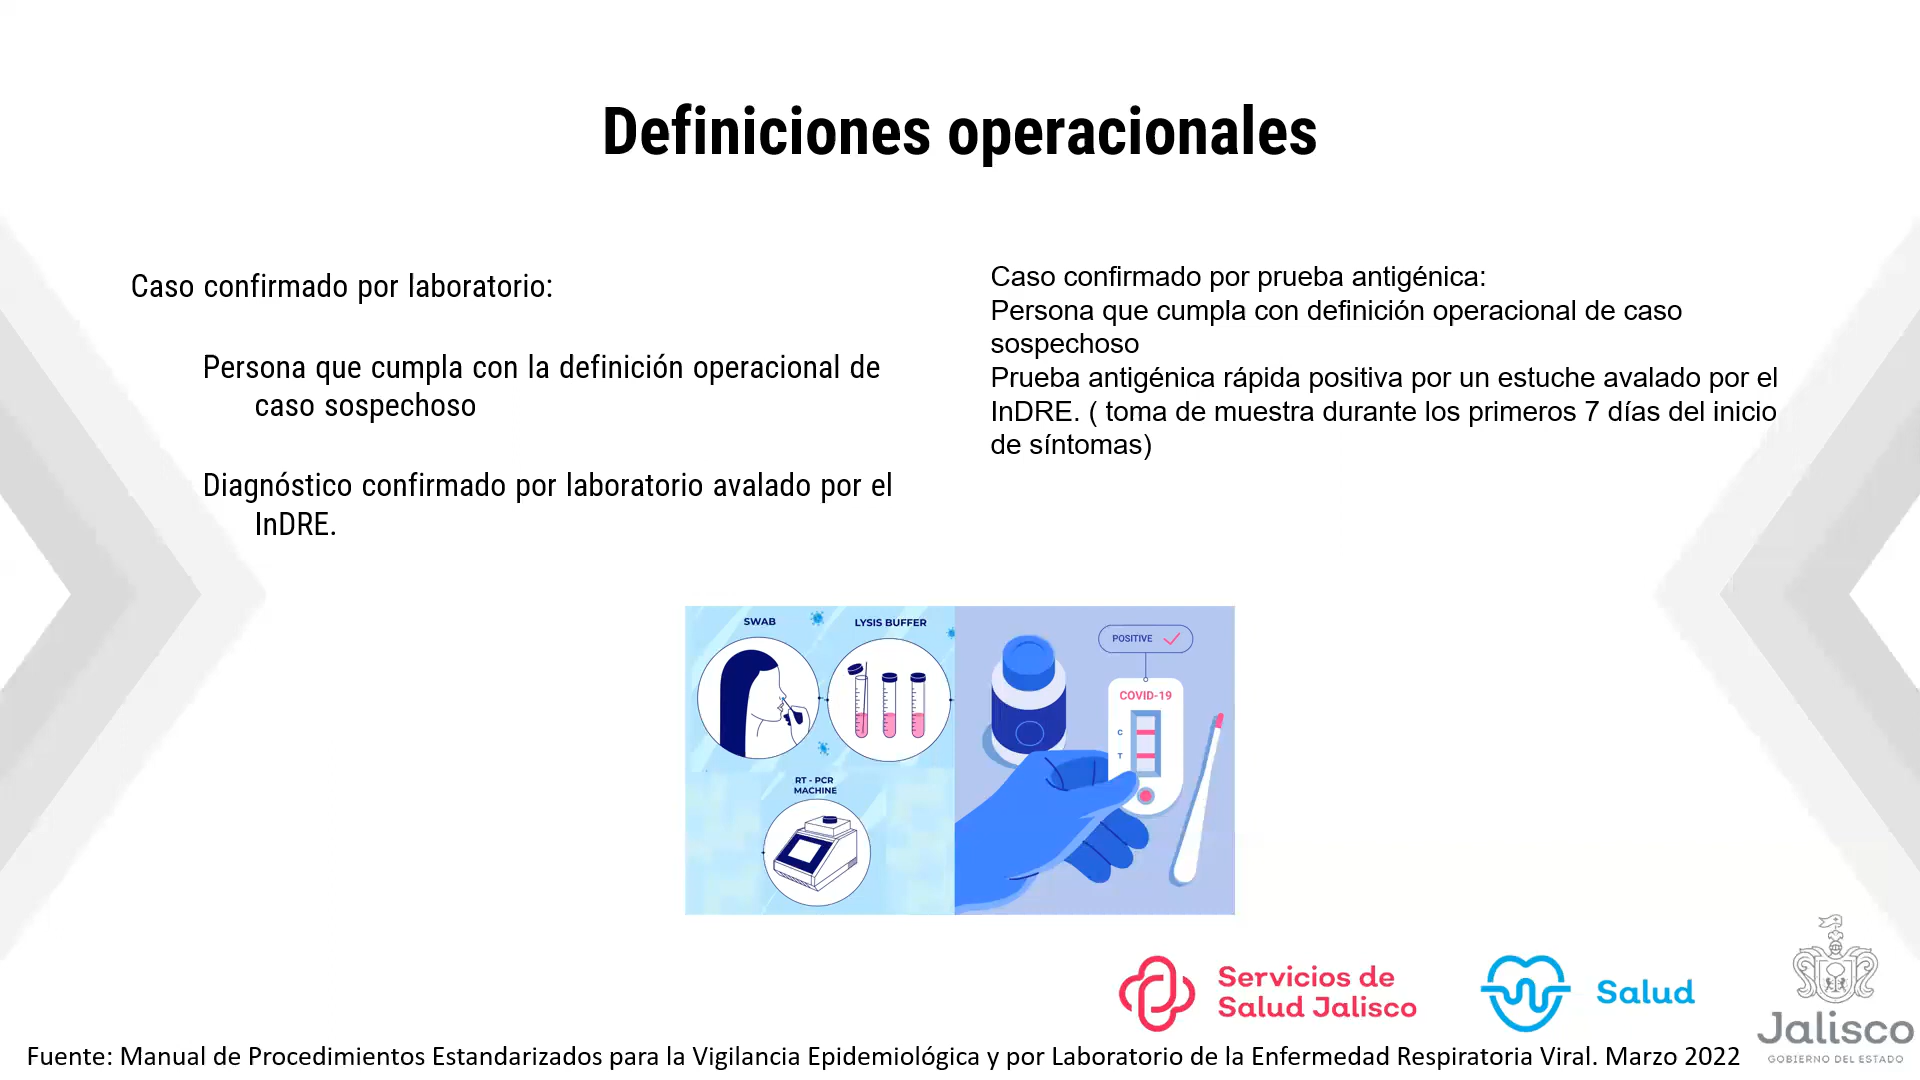 Definiciones operacionales
Caso confirmado por laboratorio:
Persona que cumpla con la definición operacional de
caso sospechoso
Diagnóstico confirmado por laboratorio avalado por el
InDRE.
Caso confirmado por prueba antigénica:
Persona que cumpla con definición operacional de caso
sospechoso
Prueba antigénica rápida positiva por un estuche avalado por el
InDRE. ( toma de muestra durante los primeros 7 días del inicio
de síntomas)
SWAB
LYSIS BUFFER
RT - PCR
MACHINE
POSITIVE
COVID-19
C
T
Servicios de
Salud Jalisco
Salud
Jalisco
GOBIERNO DEL ESTADO
Fuente: Manual de Procedimientos Estandarizados para la Vigilancia Epidemiológica y por Laboratorio de la Enfermedad Respiratoria Viral. Marzo 2022